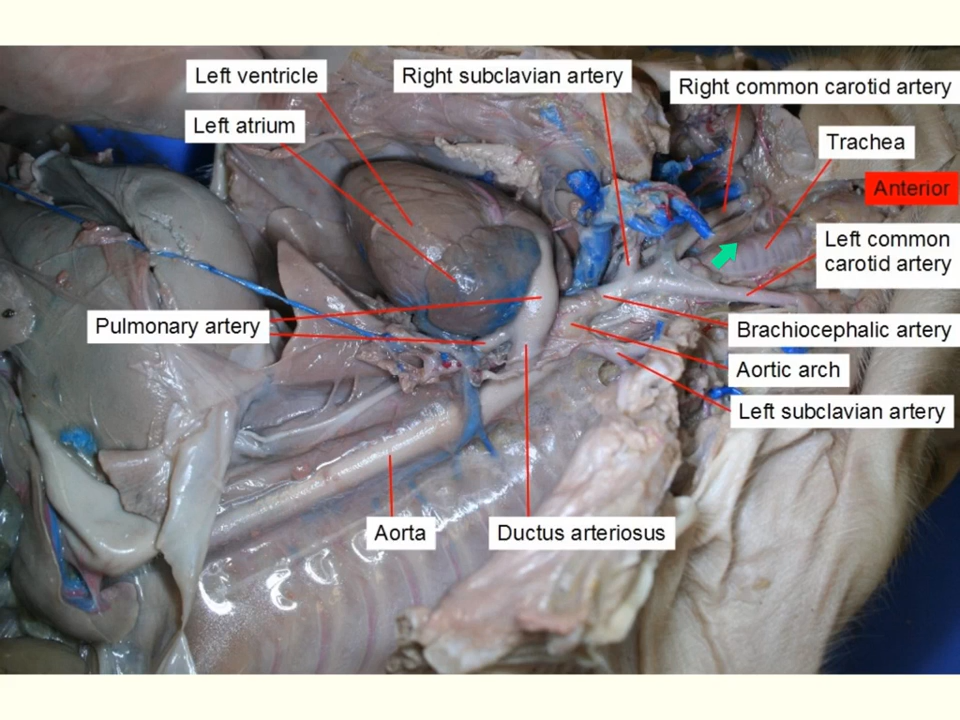 Left ventricle
Right subclavian artery
Right common carotid artery
Left atrium
Trachea
Anterior
Left common
carotid artery
Pulmonary artery
Brachiocephalic artery
Aortic arch
Left subclavian artery
Aorta
Ductus arteriosus